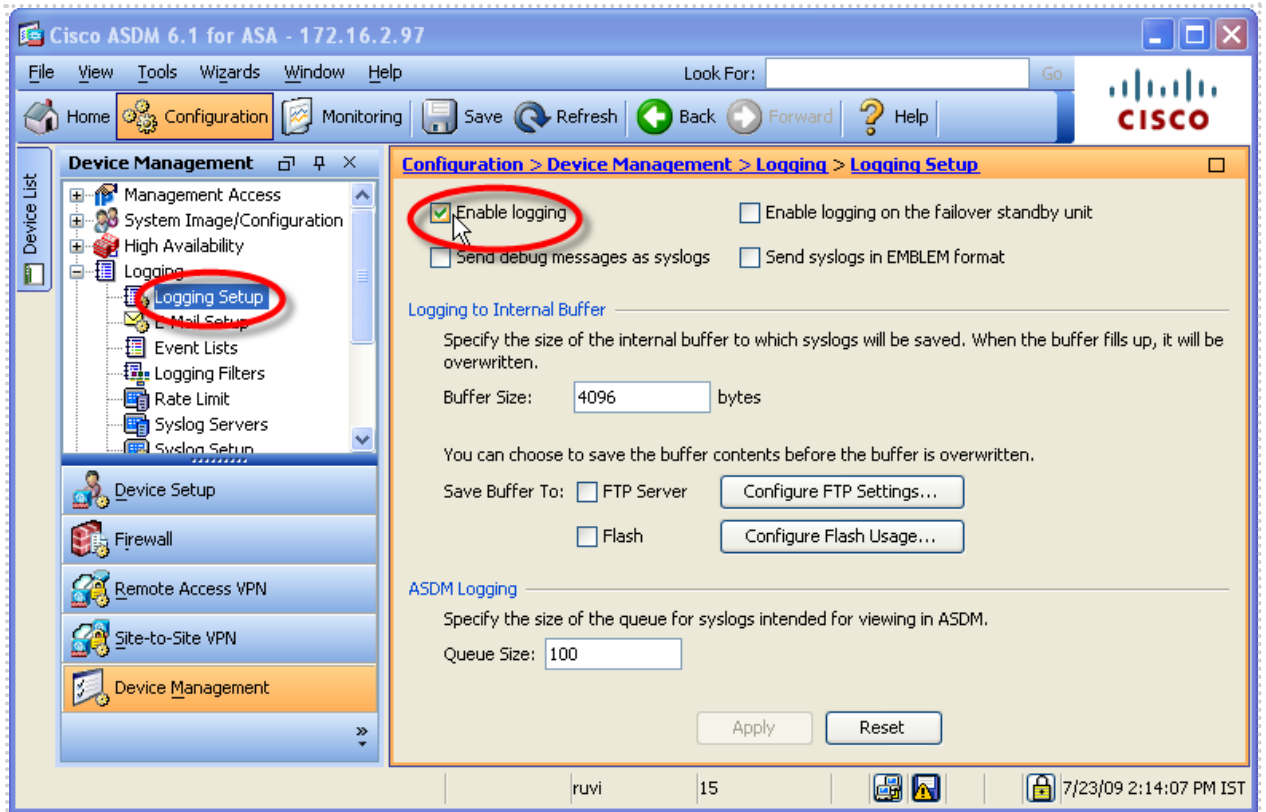 Cisco ASDM 6.1 for ASA - 172.16.2.97
File View Tools Wizards Window Help Look For: Go
Home Configuration Monitoring Save Refresh Back Forward Help
CISCO
Device List
Device Management
Management Access
System Image/Configuration
High Availability
Logging
Logging Setup
E-Mail Setup
Event Lists
Logging Filters
Rate Limit
Syslog Servers
Syslog Setup
Device Setup
Firewall
Remote Access VPN
Site-to-Site VPN
Device Management
Configuration > Device Management > Logging > Logging Setup
Enable logging Enable logging on the failover standby unit
Send debug messages as syslogs Send syslogs in EMBLEM format
Logging to Internal Buffer
Specify the size of the internal buffer to which syslogs will be saved. When the buffer fills up, it will be
overwritten.
Buffer Size: 4096 bytes
You can choose to save the buffer contents before the buffer is overwritten.
Save Buffer To: FTP Server Configure FTP Settings...
Flash Configure Flash Usage...
ASDM Logging
Specify the size of the queue for syslogs intended for viewing in ASDM.
Queue Size: 100
Apply Reset
ruvi 15 7/23/09 2:14:07 PM IST